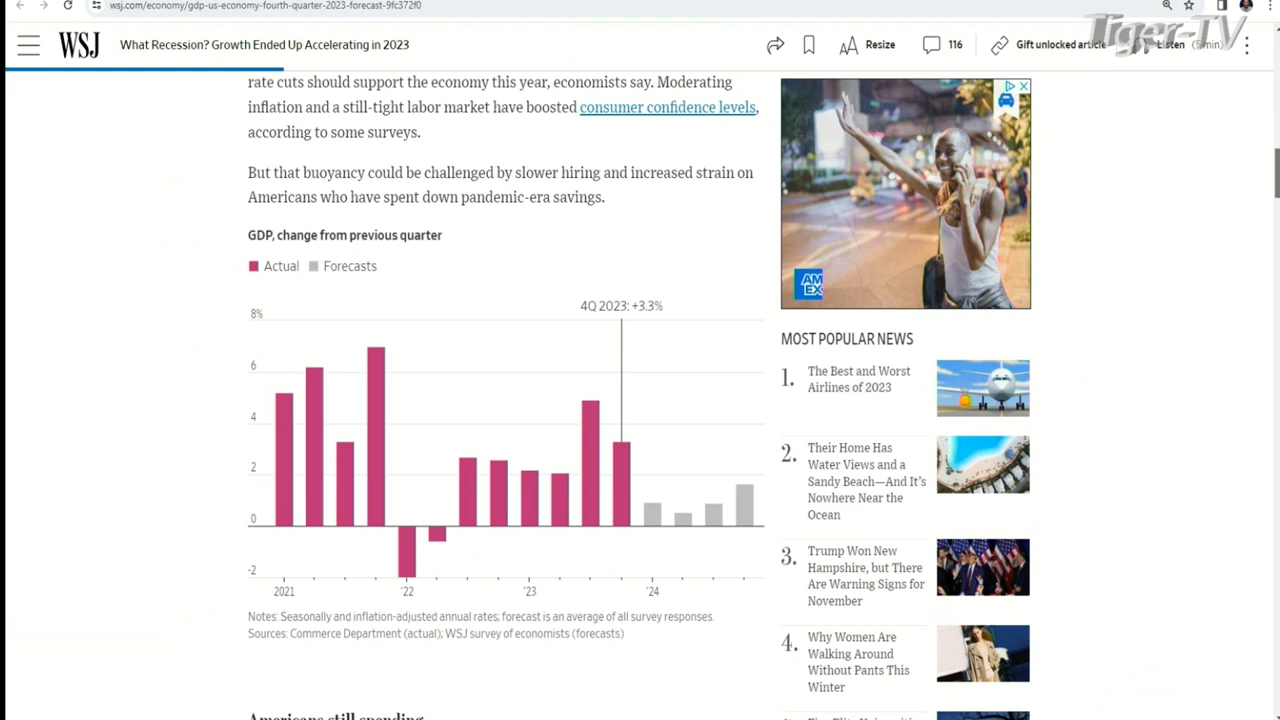 wsj.com/economy/gdp-us-economy-fourth-quarter-2023-forecast-9fc372f0
WSJ
What Recession? Growth Ended Up Accelerating in 2023
Resize
116
Gift unlocked article
Listen
Tiger-TV
rate cuts should support the economy this year, economists say. Moderating
inflation and a still-tight labor market have boosted consumer confidence levels,
according to some surveys.
But that buoyancy could be challenged by slower hiring and increased strain on
Americans who have spent down pandemic-era savings.
GDP, change from previous quarter
Actual
Forecasts
4Q 2023: +3.3%
8%
6
4
2
0
-2
2021
'22
'23
'24
Notes: Seasonally and inflation-adjusted annual rates; forecast is an average of all survey responses.
Sources: Commerce Department (actual); WSJ survey of economists (forecasts)
AM
EX
MOST POPULAR NEWS
1.
The Best and Worst
Airlines of 2023
2.
Their Home Has
Water Views and a
Sandy Beach—And It's
Nowhere Near the
Ocean
3.
Trump Won New
Hampshire, but There
Are Warning Signs for
November
4.
Why Women Are
Walking Around
Without Pants This
Winter
Americans still spending